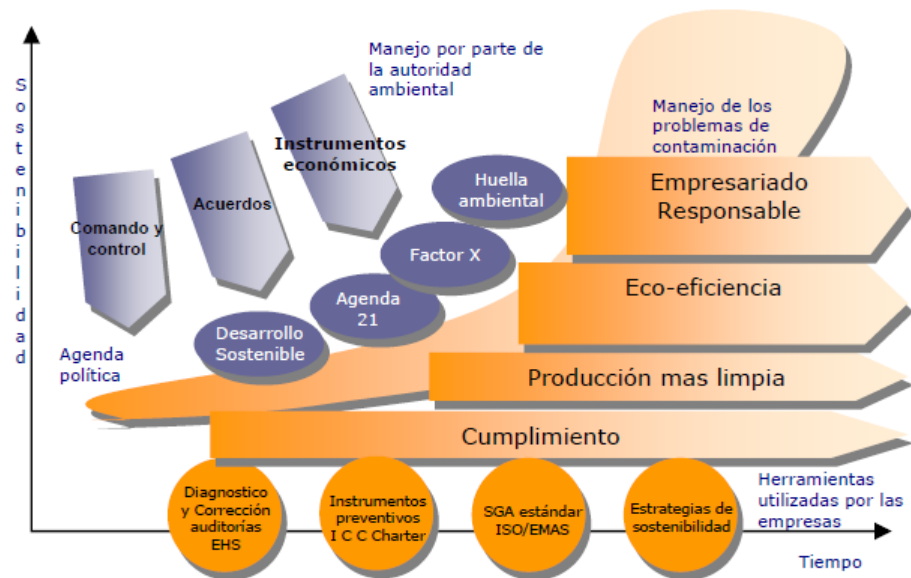 Sostenibilidad
Manejo por parte de
la autoridad
ambiental
Comando y
control
Acuerdos
Instrumentos
económicos
Agenda
política
Desarrollo
Sostenible
Agenda
21
Factor X
Huella
ambiental
Manejo de los
problemas de
contaminación
Empresariado
Responsable
Eco-eficiencia
Producción mas limpia
Cumplimiento
Diagnostico
y Corrección
auditorías
EHS
Instrumentos
preventivos
I C C Charter
SGA estándar
ISO/EMAS
Estrategias de
sostenibilidad
Herramientas
utilizadas por las
empresas
Tiempo